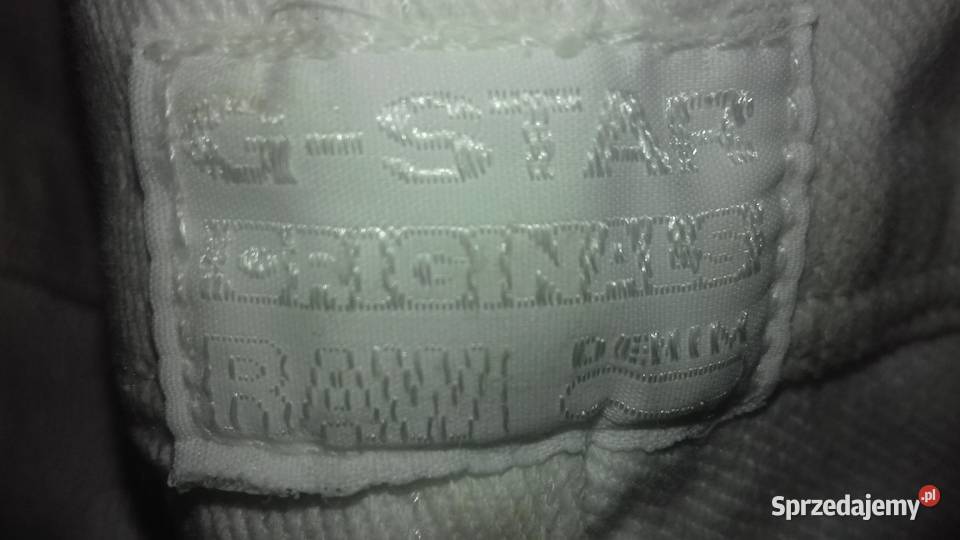 G-STAR
ORIGINALS
RAW DENIM
Sprzedajemy.pl